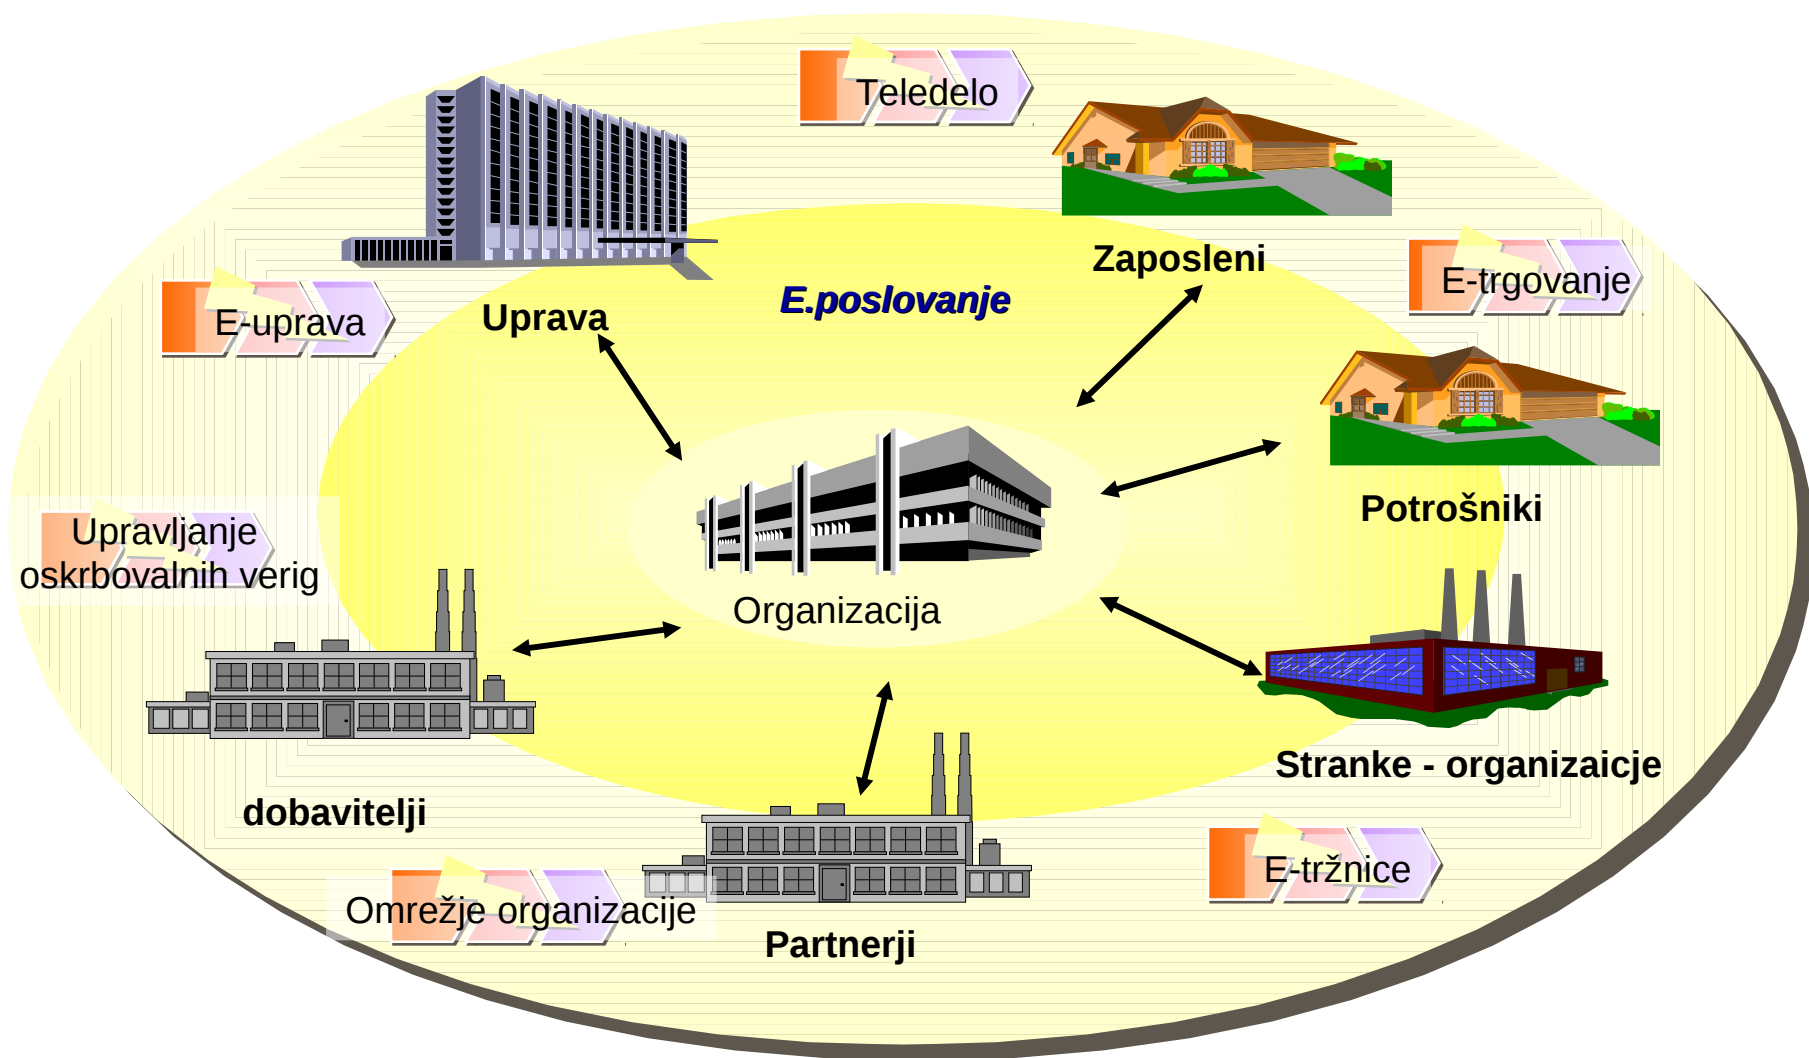 Teledelo
Zaposleni
E-trgovanje
E.poslovanje
E-uprava
Uprava
Potrošniki
Upravljanje
oskrbovalnih verig
Organizacija
Stranke - organizaicje
dobavitelji
E-tržnice
Omrežje organizacije
Partnerji